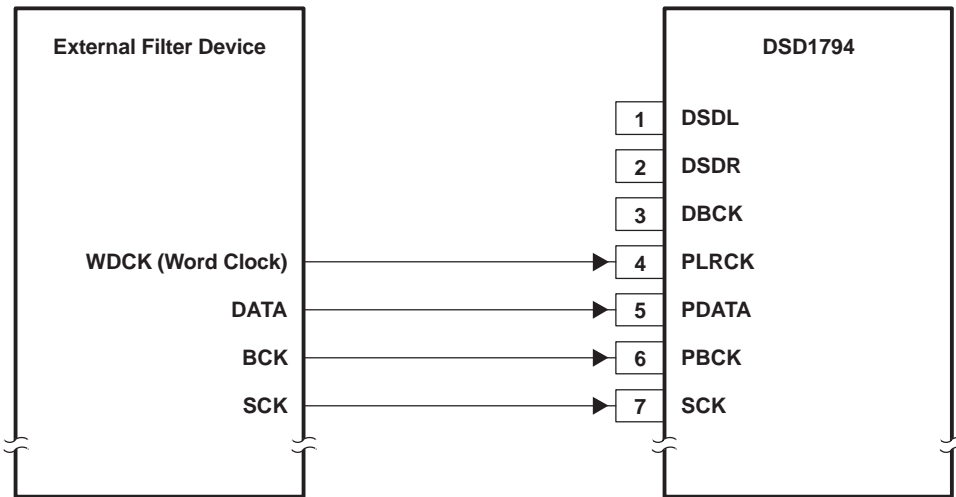 External Filter Device
DSD1794
1 DSDL
2 DSDR
3 DBCK
WDCK (Word Clock) 4 PLRCK
DATA 5 PDATA
BCK 6 PBCK
SCK 7 SCK